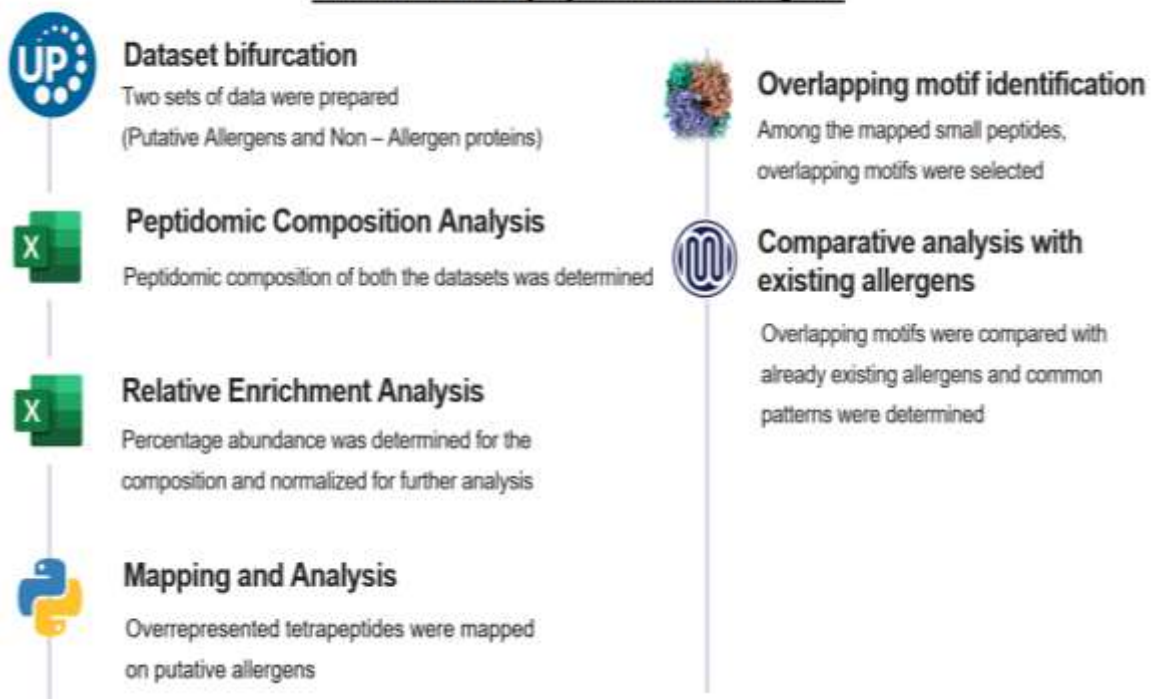 UP
Dataset bifurcation
Two sets of data were prepared
(Putative Allergens and Non – Allergen proteins)
X
Peptidomic Composition Analysis
Peptidomic composition of both the datasets was determined
X
Relative Enrichment Analysis
Percentage abundance was determined for the
composition and normalized for further analysis
Mapping and Analysis
Overrepresented tetrapeptides were mapped
on putative allergens
Overlapping motif identification
Among the mapped small peptides,
overlapping motifs were selected
Comparative analysis with
existing allergens
Overlapping motifs were compared with
already existing allergens and common
patterns were determined